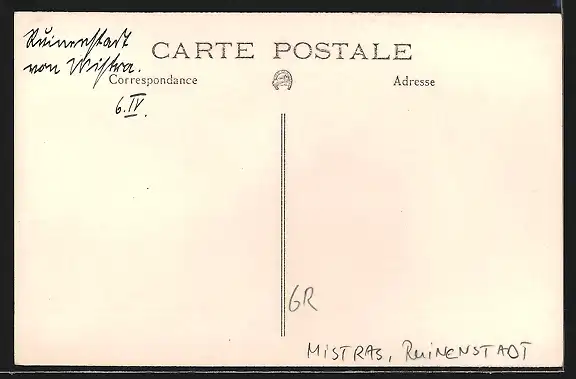 Ruinenstadt
von Mistra.
6. IV.
CARTE POSTALE
Correspondance
Adresse
GR
MISTRAS, RUINENSTADT